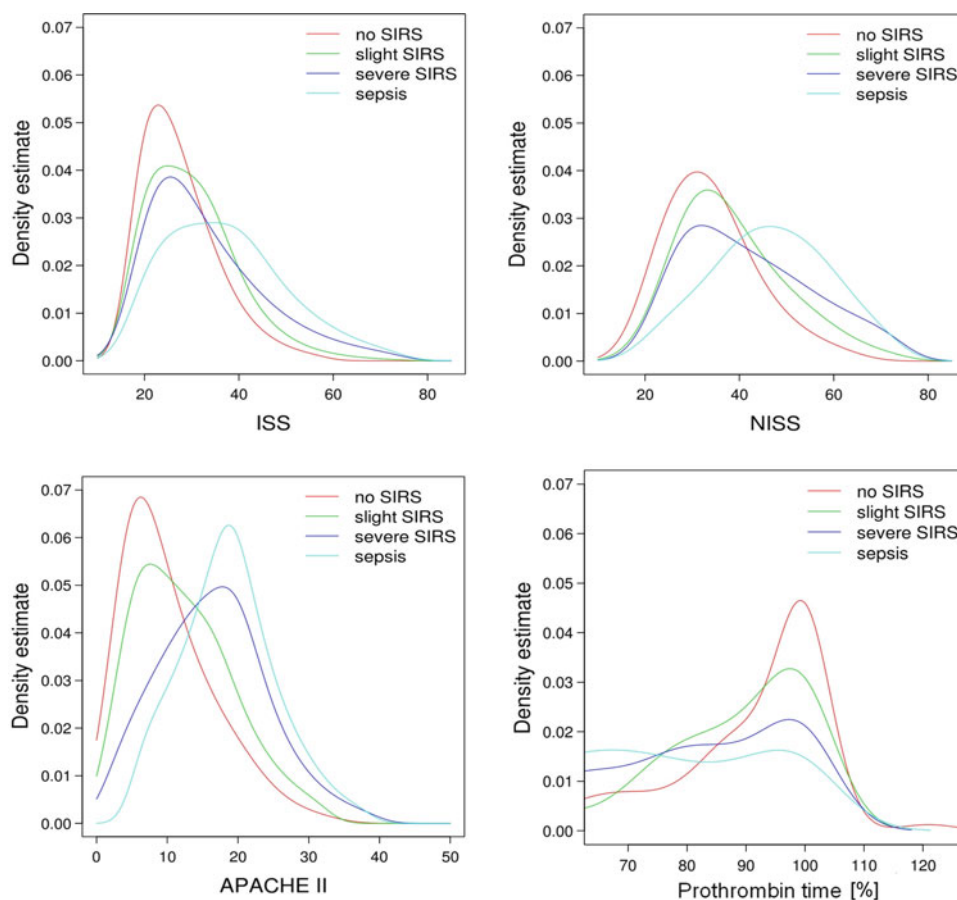 no SIRS
slight SIRS
severe SIRS
sepsis
Density estimate
0.07
0.06
0.05
0.04
0.03
0.02
0.01
0.00
20 40 60 80
ISS
no SIRS
slight SIRS
severe SIRS
sepsis
Density estimate
0.07
0.06
0.05
0.04
0.03
0.02
0.01
0.00
20 40 60 80
NISS
no SIRS
slight SIRS
severe SIRS
sepsis
Density estimate
0.07
0.06
0.05
0.04
0.03
0.02
0.01
0.00
0 10 20 30 40 50
APACHE II
no SIRS
slight SIRS
severe SIRS
sepsis
Density estimate
0.07
0.06
0.05
0.04
0.03
0.02
0.01
0.00
70 80 90 100 110 120
Prothrombin time [%]